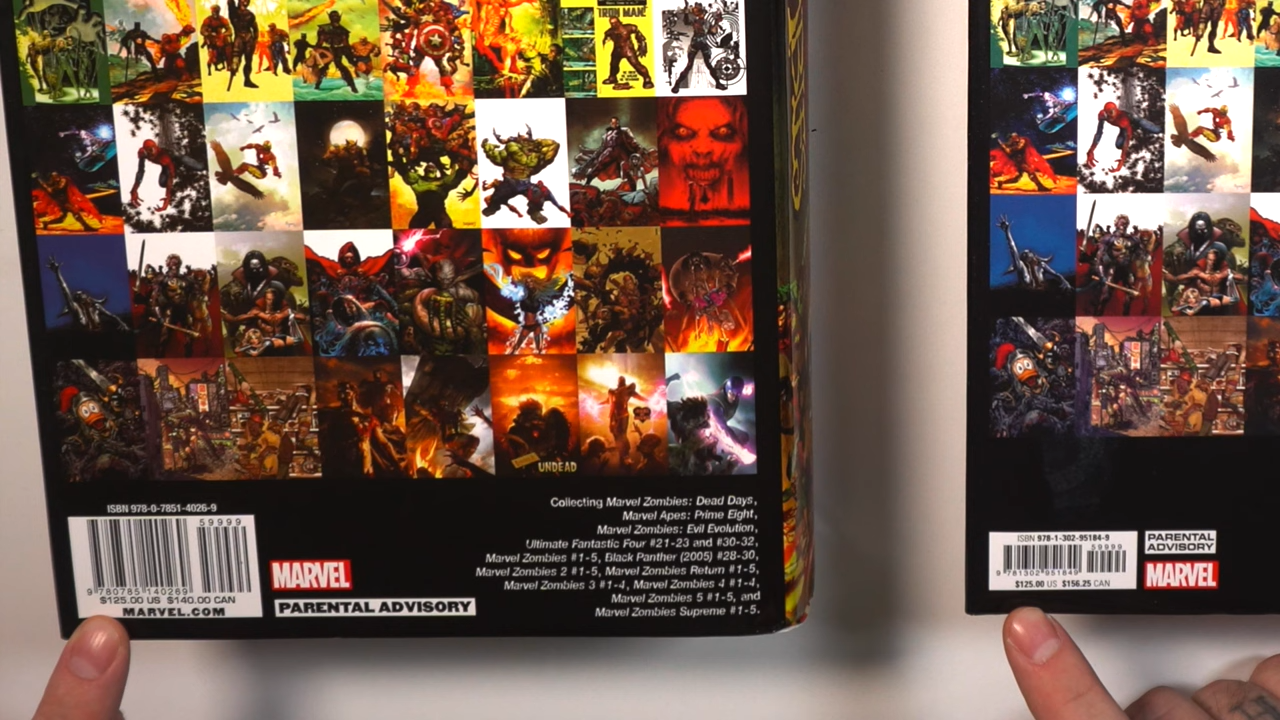 IRON MAN!
UNDEAD
ISBN 978-0-7851-4026-9
59999
9 780785 140269
$125.00 US $140.00 CAN
MARVEL.COM
MARVEL
PARENTAL ADVISORY
Collecting Marvel Zombies: Dead Days,
Marvel Apes: Prime Eight,
Marvel Zombies: Evil Evolution,
Ultimate Fantastic Four #21-23 and #30-32,
Marvel Zombies #1-5, Black Panther (2005) #28-30,
Marvel Zombies 2 #1-5, Marvel Zombies Return #1-5,
Marvel Zombies 3 #1-4, Marvel Zombies 4 #1-4,
Marvel Zombies 5 #1-5, and
Marvel Zombies Supreme #1-5.
ISBN 978-1-302-95184-9
59999
9 781302 951849
$125.00 US $156.25 CAN
PARENTAL
ADVISORY
MARVEL